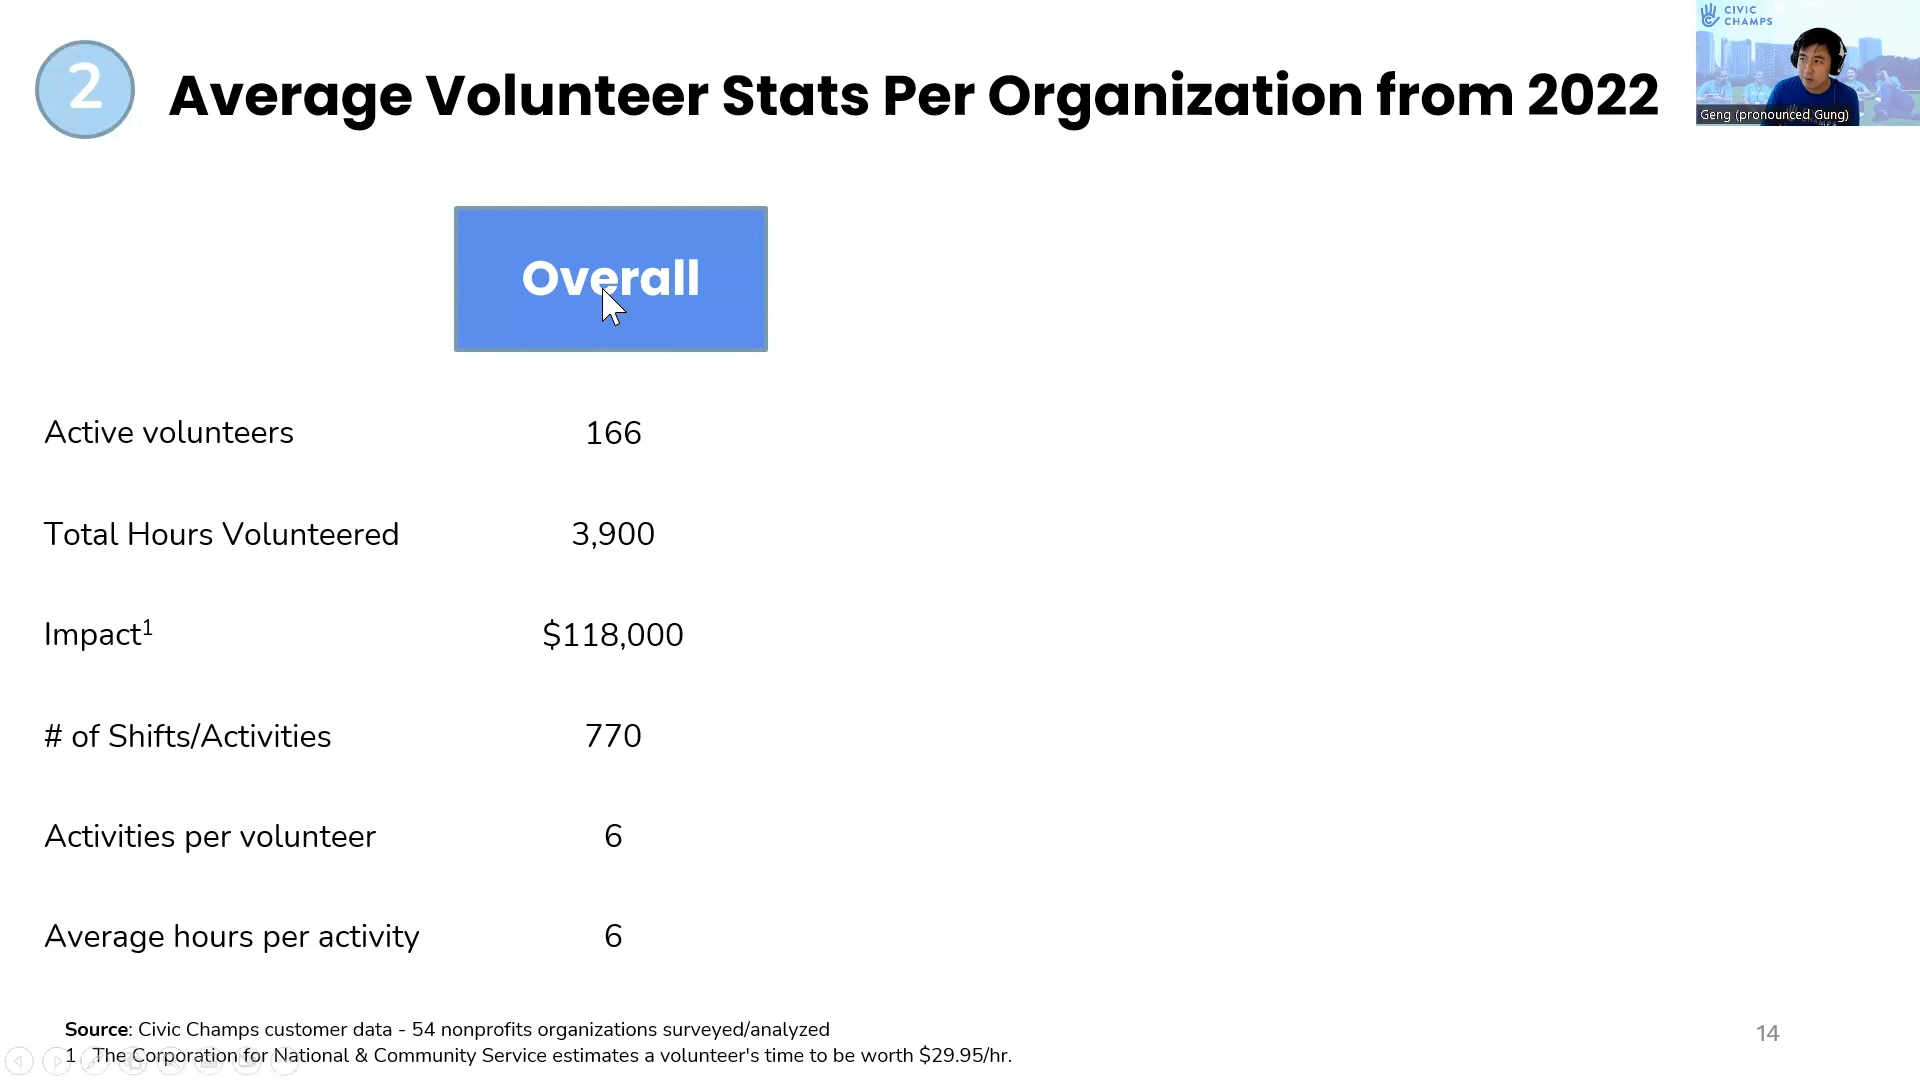 CIVIC
CHAMPS
2
Average Volunteer Stats Per Organization from 2022
Geng (pronounced Gung)
Overall
Active volunteers 166
Total Hours Volunteered 3,900
Impact1 $118,000
# of Shifts/Activities 770
Activities per volunteer 6
Average hours per activity 6
Source: Civic Champs customer data - 54 nonprofits organizations surveyed/analyzed
1 The Corporation for National & Community Service estimates a volunteer's time to be worth $29.95/hr.
14